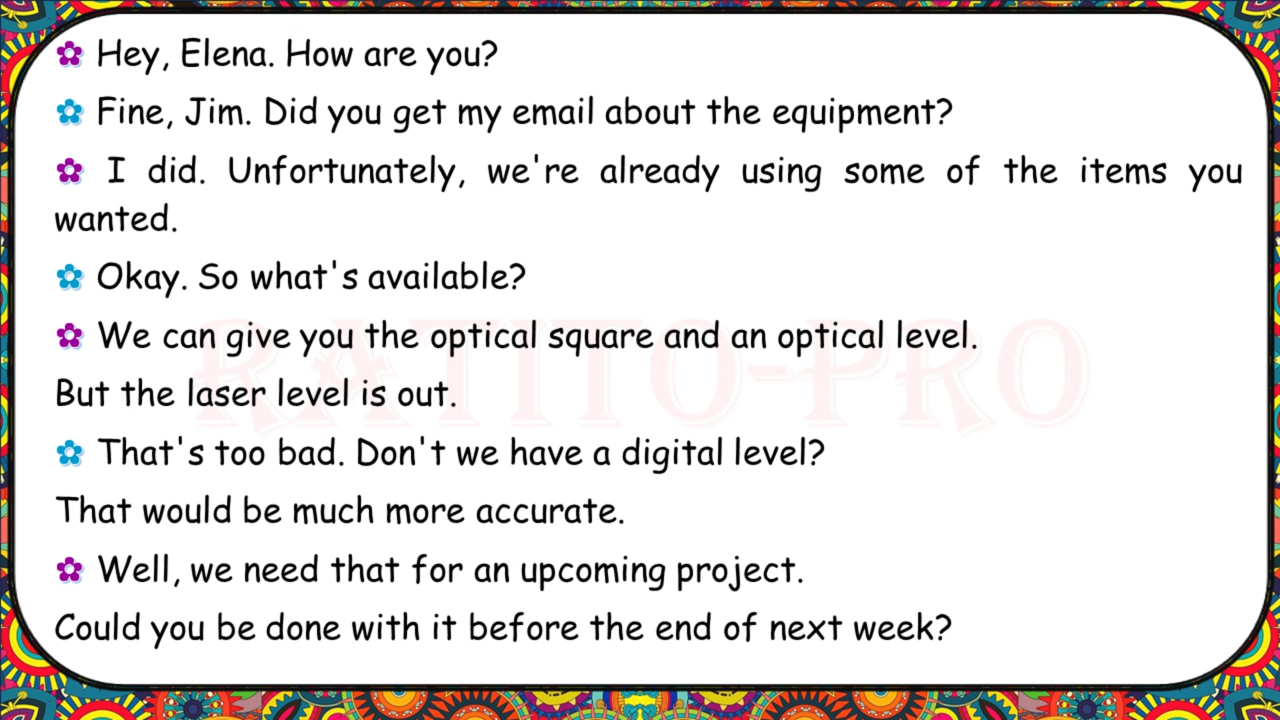 Hey, Elena. How are you?
Fine, Jim. Did you get my email about the equipment?
I did. Unfortunately, we're already using some of the items you
wanted.
Okay. So what's available?
We can give you the optical square and an optical level.
But the laser level is out.
That's too bad. Don't we have a digital level?
That would be much more accurate.
Well, we need that for an upcoming project.
Could you be done with it before the end of next week?
RATITO-PRO